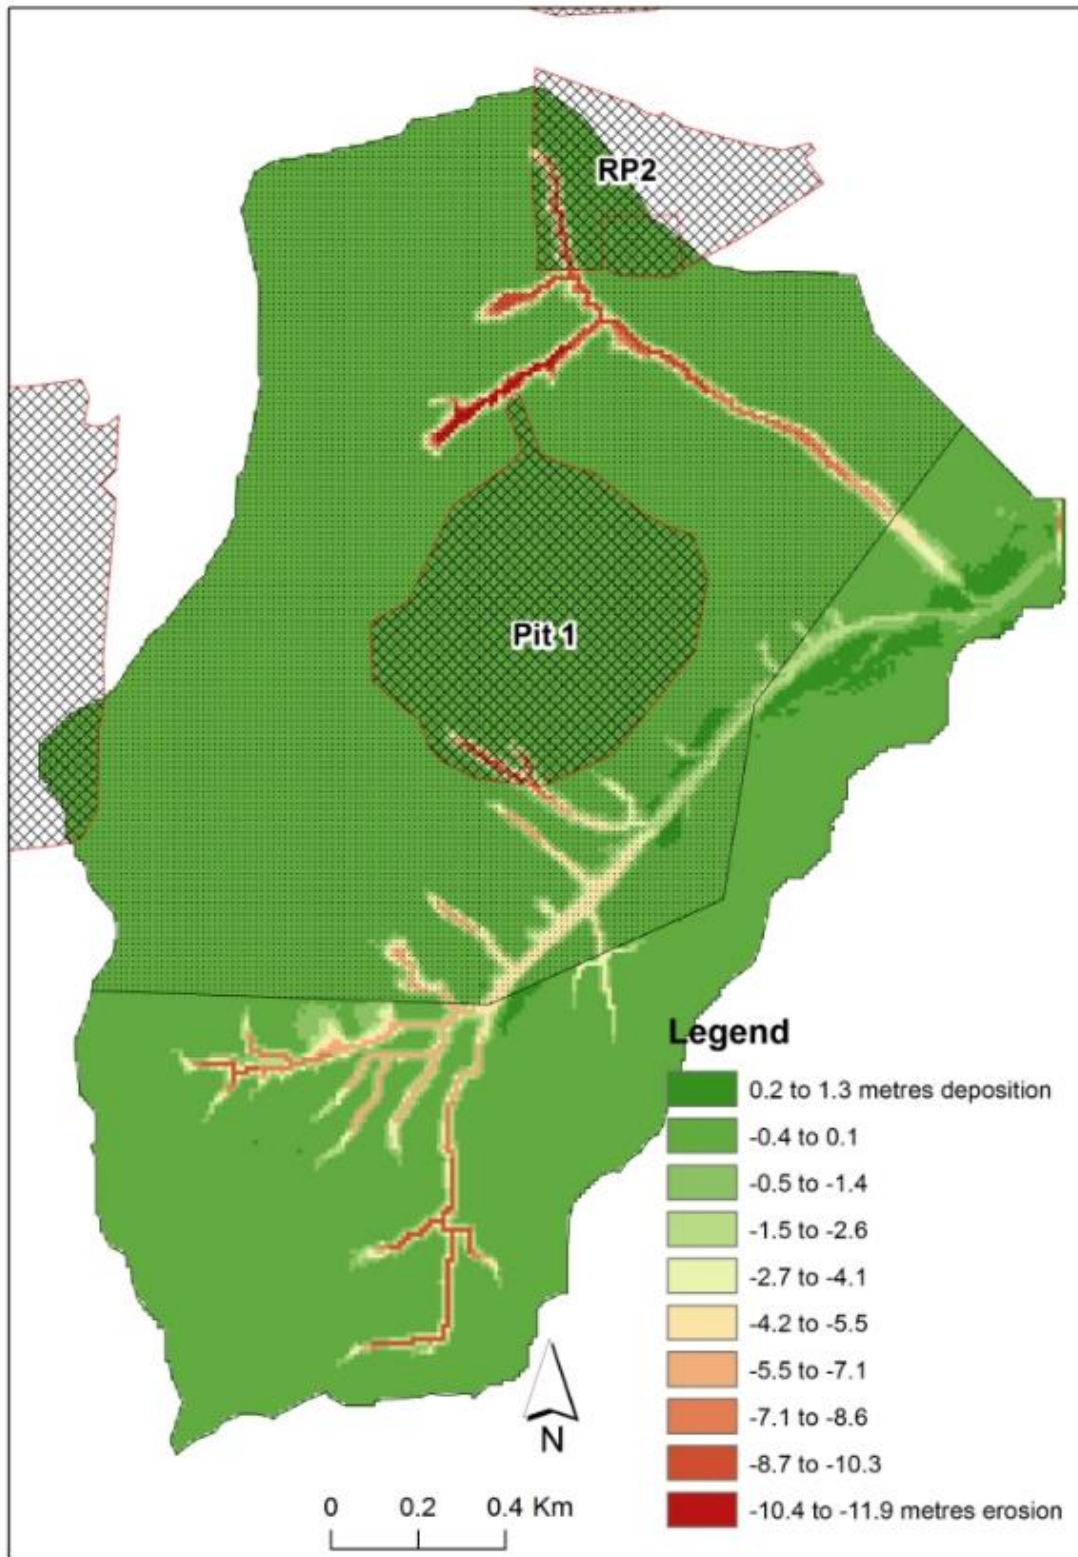 RP2
Pit 1
Legend
0.2 to 1.3 metres deposition
-0.4 to 0.1
-0.5 to -1.4
-1.5 to -2.6
-2.7 to -4.1
-4.2 to -5.5
-5.5 to -7.1
-7.1 to -8.6
-8.7 to -10.3
-10.4 to -11.9 metres erosion
N
0 0.2 0.4 Km